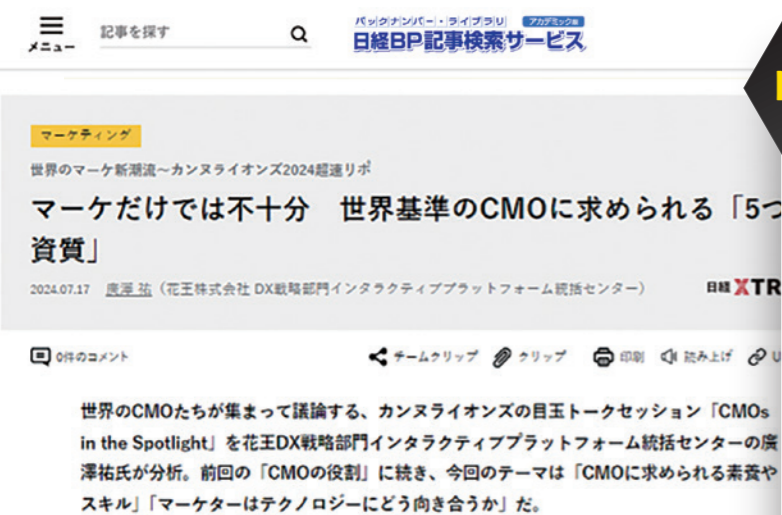 メニュー
記事を探す
バックナンバー・ライブラリ アカデミック版
日経BP記事検索サービス
マーケティング
世界のマーケ新潮流～カンヌライオンズ2024超速リポ
マーケだけでは不十分　世界基準のCMOに求められる「5つ
資質」
2024.07.17 廣澤 祐（花王株式会社 DX戦略部門インタラクティブプラットフォーム統括センター）
日経XTR
0件のコメント
チームクリップ クリップ 印刷 読み上げ U
世界のCMOたちが集まって議論する、カンヌライオンズの目玉トークセッション「CMOs
in the Spotlight」を花王DX戦略部門インタラクティブプラットフォーム統括センターの廣
澤祐氏が分析。前回の「CMOの役割」に続き、今回のテーマは「CMOに求められる素養や
スキル」「マーケターはテクノロジーにどう向き合うか」だ。